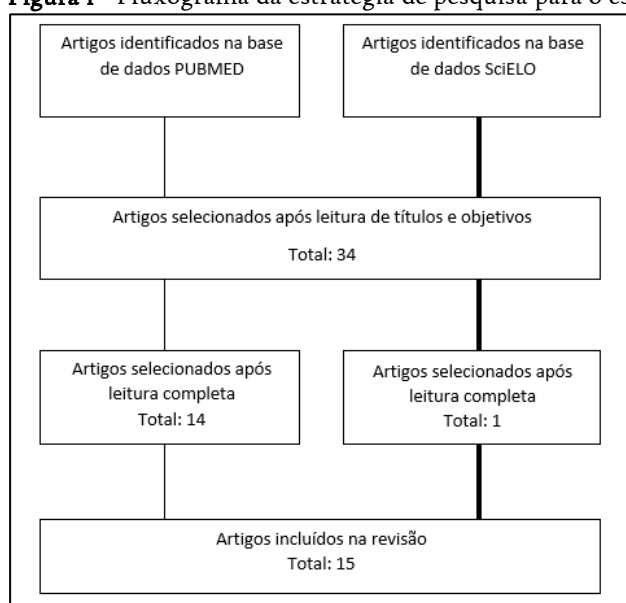 Figura 1 - Fluxograma da estratégia de pesquisa para o es
Artigos identificados na base
de dados PUBMED
Artigos identificados na base
de dados SciELO
Artigos selecionados após leitura de títulos e objetivos
Total: 34
Artigos selecionados após
leitura completa
Total: 14
Artigos selecionados após
leitura completa
Total: 1
Artigos incluídos na revisão
Total: 15